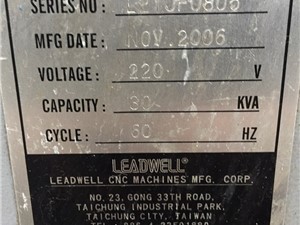 SERIES NO :
MFG DATE : NOV.2006
VOLTAGE : 220 V
CAPACITY : 30 KVA
CYCLE : 60 HZ
LEADWELL
LEADWELL CNC MACHINES MFG. CORP.
NO. 23, GONG 33TH ROAD,
TAICHUNG INDUSTRIAL PARK,
TAICHUNG CITY, TAIWAN